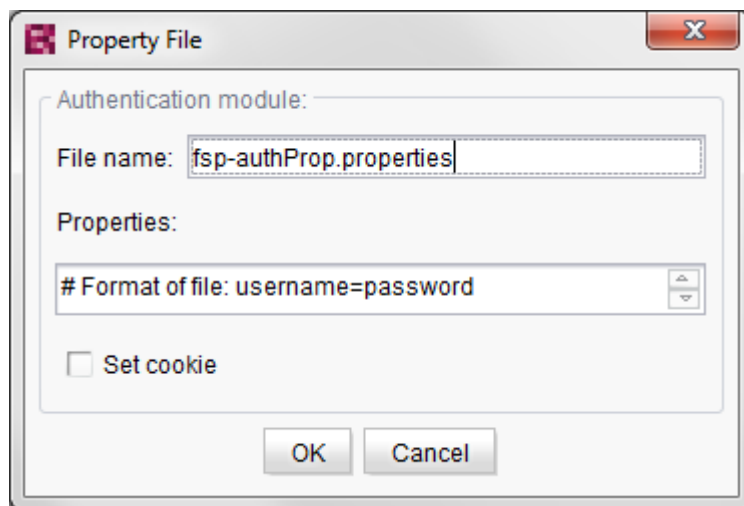 Property File
Authentication module:
File name: fsp-authProp.properties
Properties:
# Format of file: username=password
Set cookie
OK Cancel